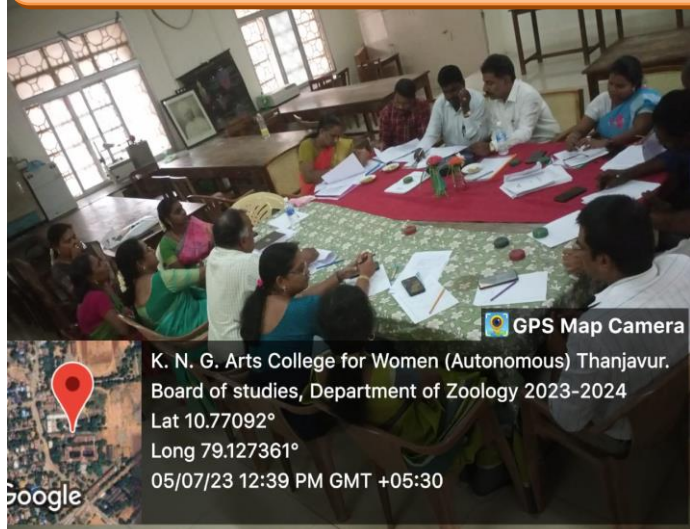 GPS Map Camera
K. N. G. Arts College for Women (Autonomous) Thanjavur.
Board of studies, Department of Zoology 2023-2024
Lat 10.77092°
Long 79.127361°
05/07/23 12:39 PM GMT +05:30
Google